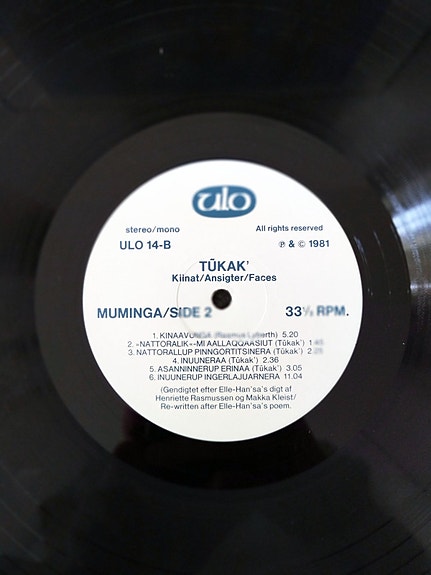 ulo
stereo/mono All rights reserved
ULO 14-B ℗ & © 1981
TŪKAK'
Kiinat/Ansigter/Faces
MUMINGA/SIDE 2 33⅓ RPM.
1. KINAAVUNGA 5.20
2. »NATTORALIK«-MI AALLAQQAASIUT (Tūkak')
3. NATTORALLUP PINNGORTITSINERA (Tūkak')
4. INUUNERAA (Tūkak') 2.36
5. ASANNINNERUP ERINAA (Tūkak') 3.05
6. INUUNERUP INGERLAJUARNERA 11.04
(Gendigtet efter Elle-Han'sa's digt af
Henriette Rasmussen og Makka Kleist/
Re-written after Elle-Han'sa's poem.